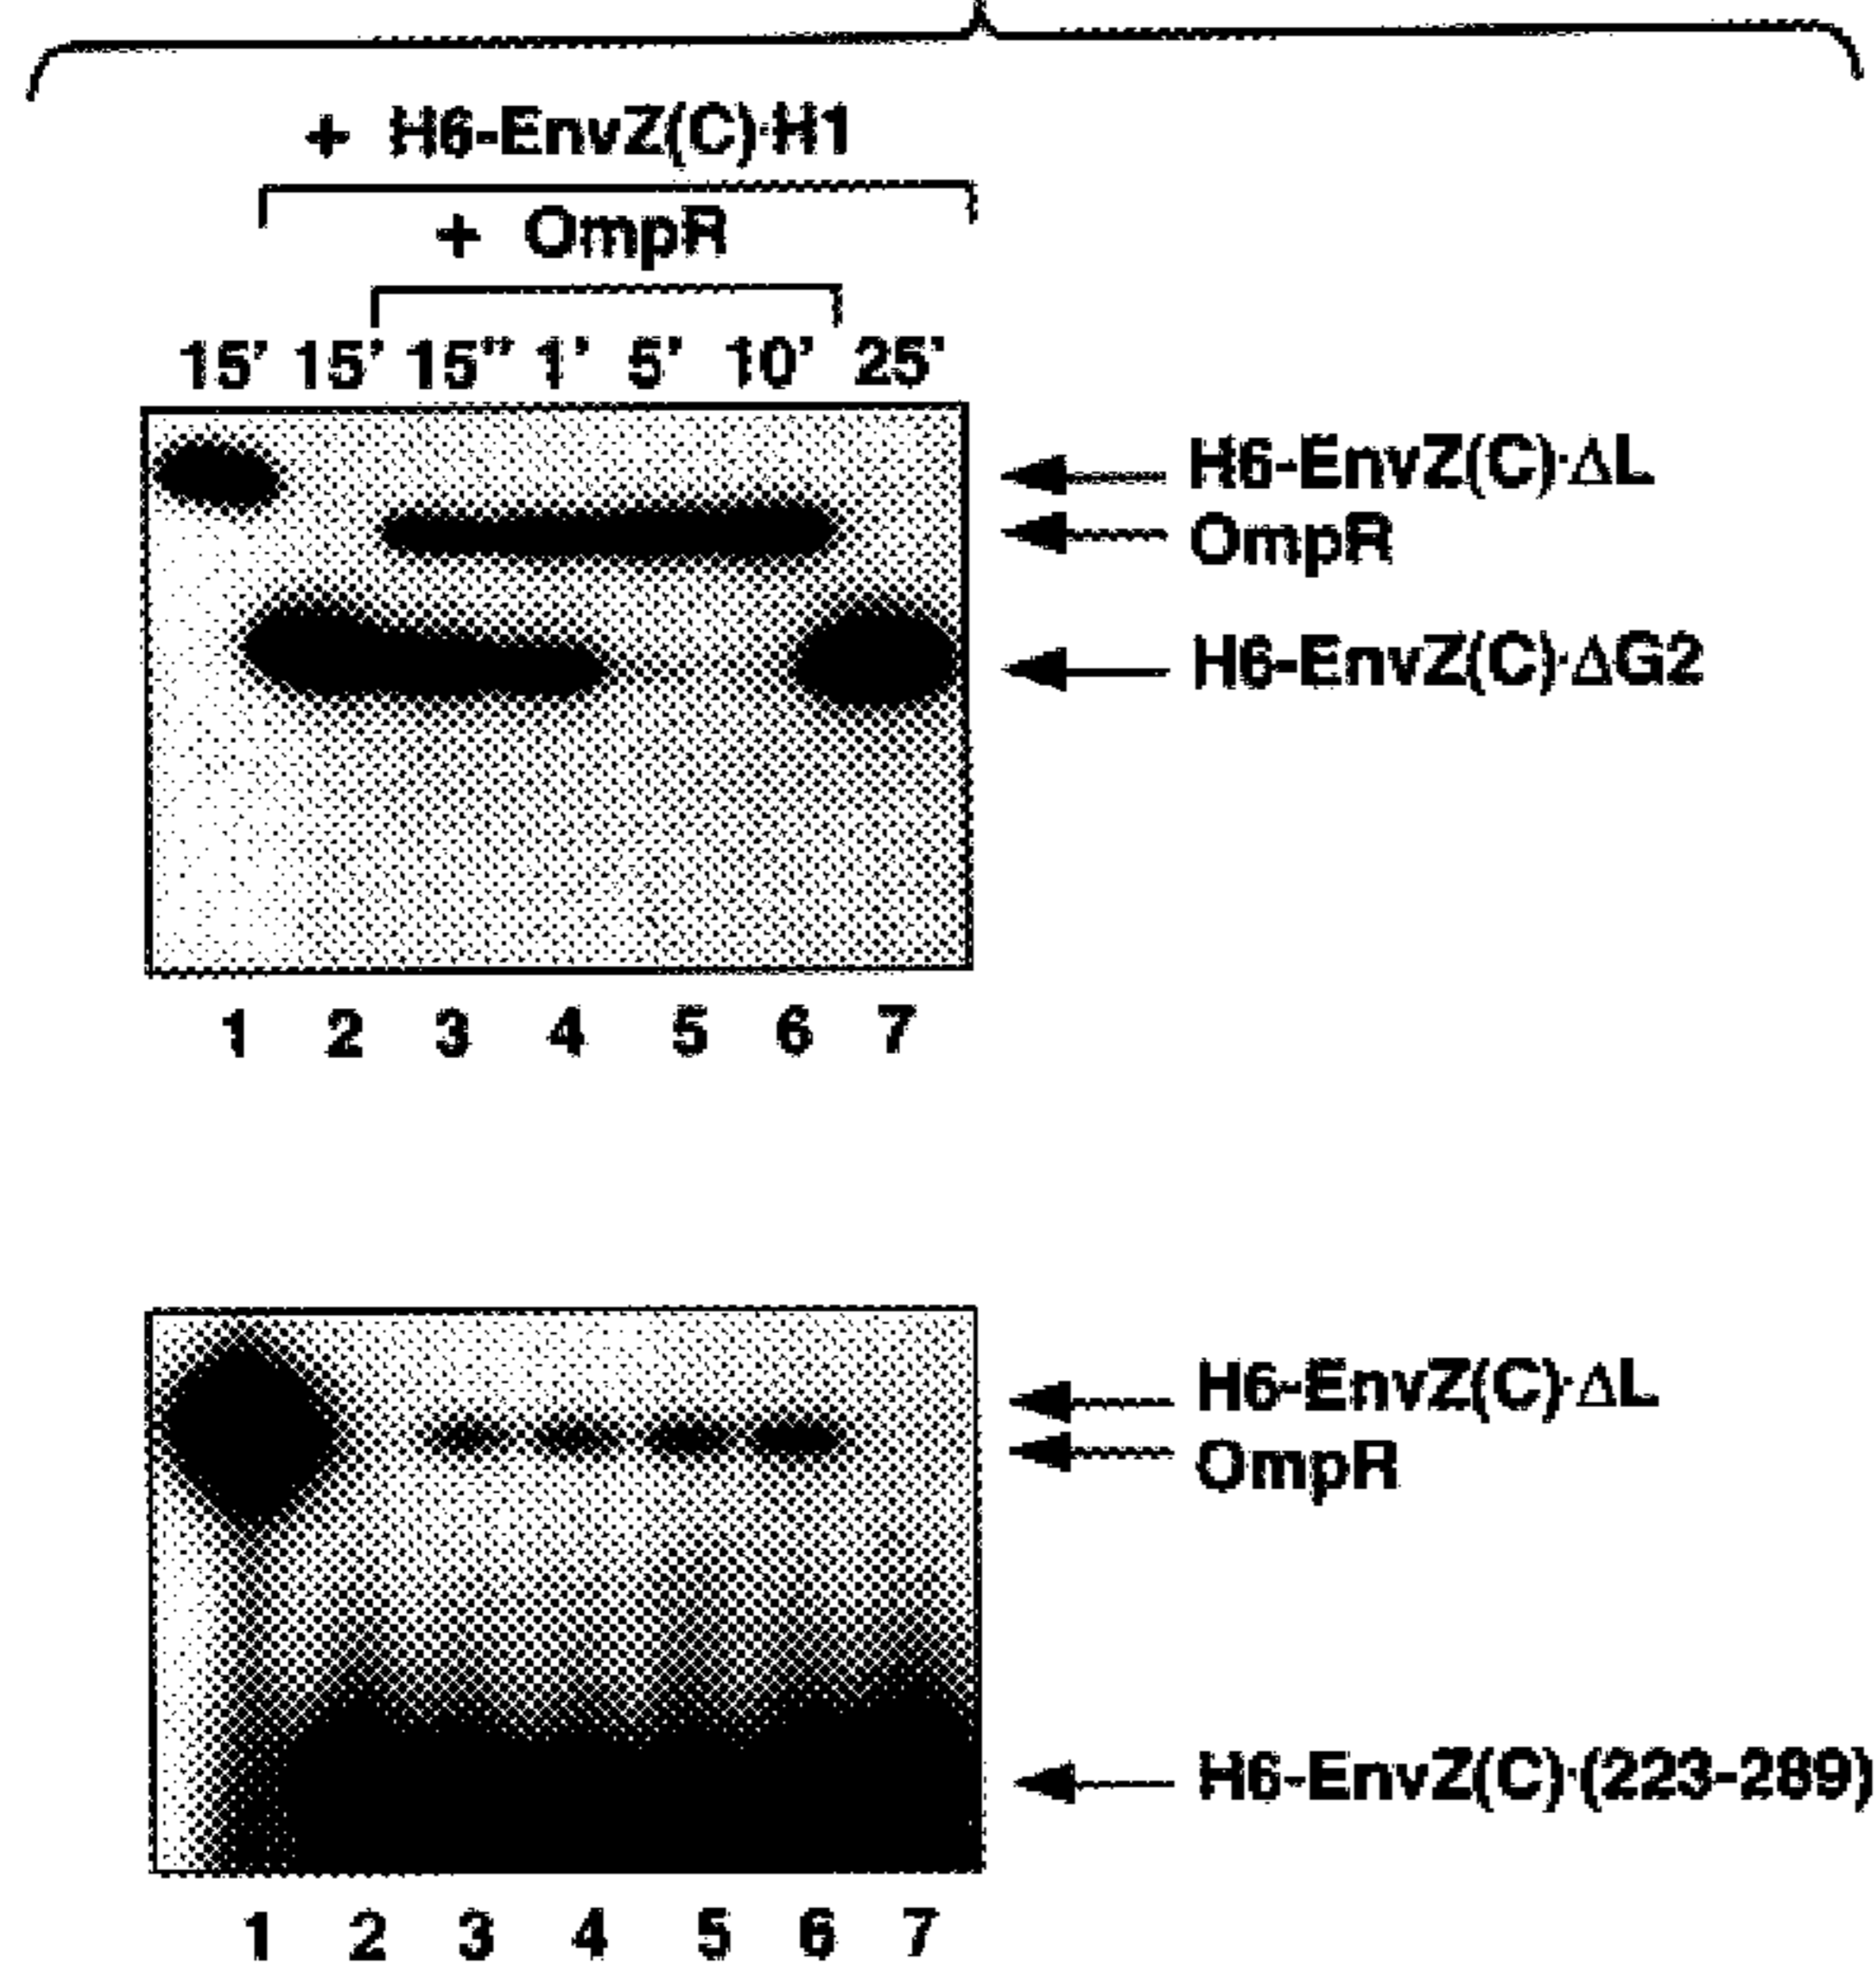 + H6-EnvZ(C)·H1
+ OmpR
15' 15' 15" 1' 5' 10' 25'
H6-EnvZ(C)·ΔL
OmpR
H6-EnvZ(C)·ΔG2
1 2 3 4 5 6 7
H6-EnvZ(C)·ΔL
OmpR
H6-EnvZ(C)·(223-289)
1 2 3 4 5 6 7